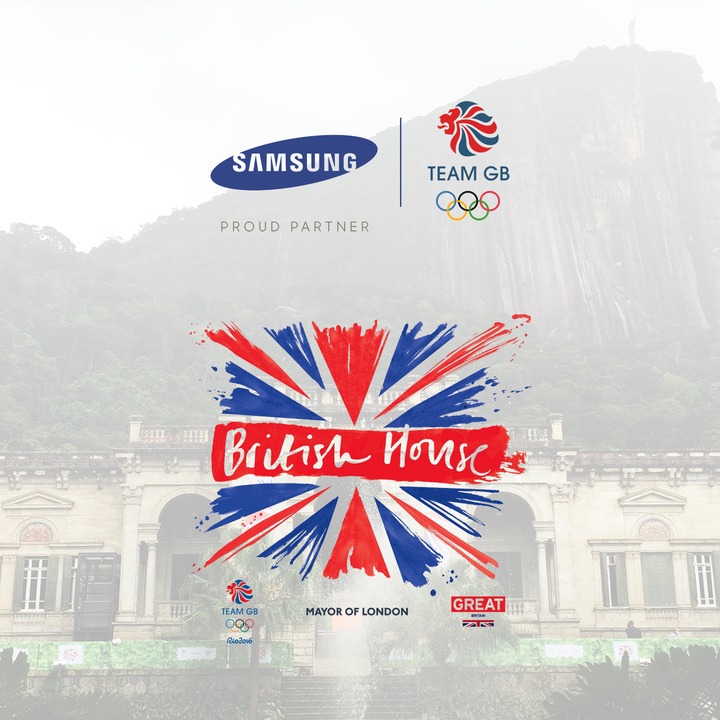 SAMSUNG
PROUD PARTNER
TEAM GB
British House
TEAM GB
Rio2016
MAYOR OF LONDON
GREAT
BRITAIN